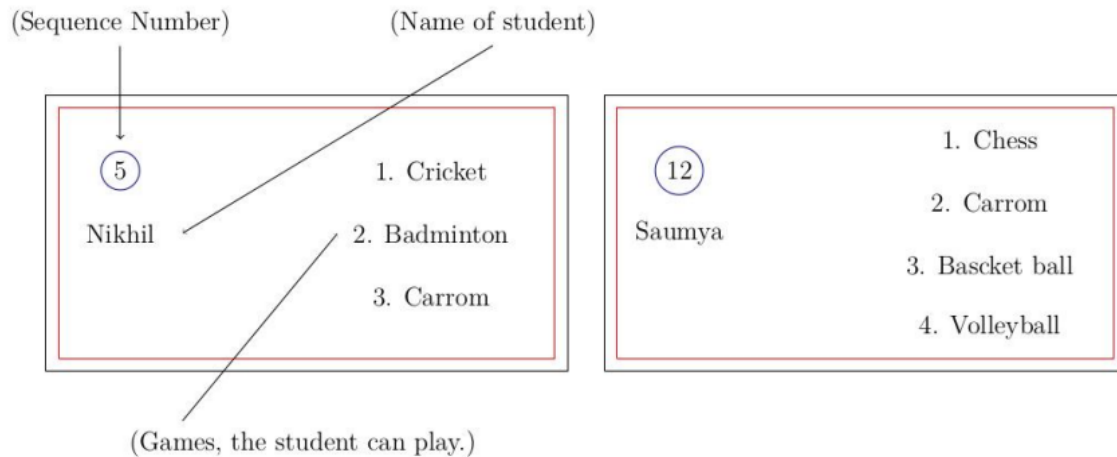 (Sequence Number)
(Name of student)
5
Nikhil
1. Cricket
2. Badminton
3. Carrom
12
Saumya
1. Chess
2. Carrom
3. Bascket ball
4. Volleyball
(Games, the student can play.)